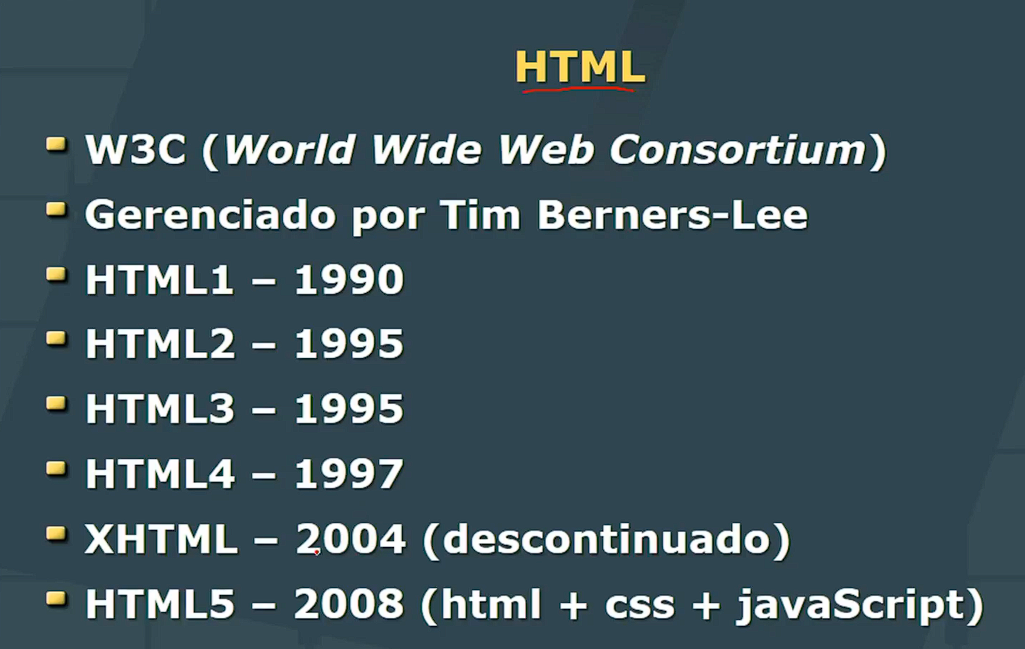 HTML
W3C (World Wide Web Consortium)
Gerenciado por Tim Berners-Lee
HTML1 – 1990
HTML2 – 1995
HTML3 – 1995
HTML4 – 1997
XHTML – 2004 (descontinuado)
HTML5 – 2008 (html + css + javaScript)